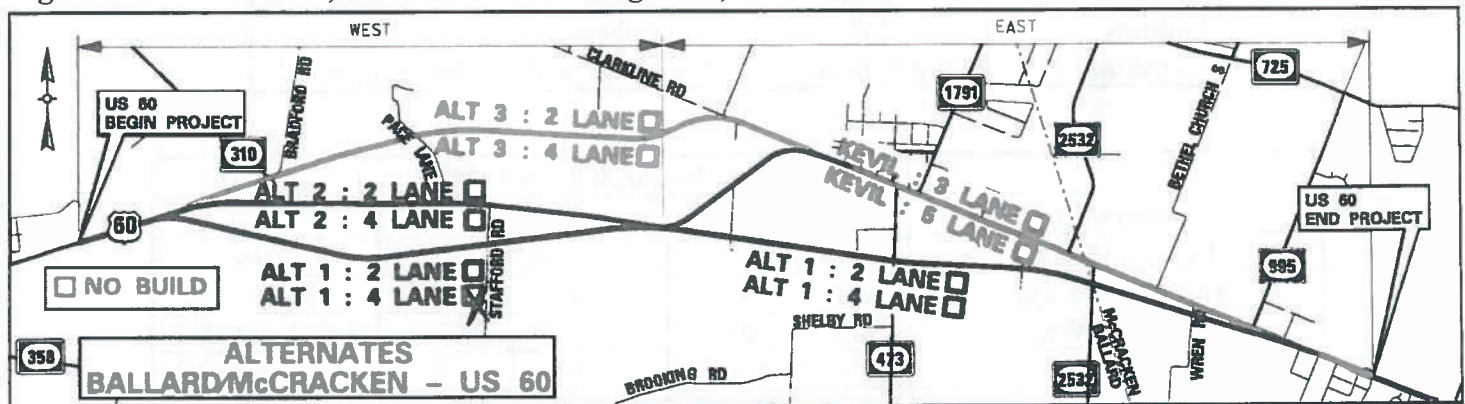 WEST
EAST
US 60
BEGIN PROJECT
310
BRADFORD RD
PACE LANE
CLARKLINE RD
ALT 3 : 2 LANE
ALT 3 : 4 LANE
1791
2532
BETHEL CHURCH
725
KEVIL : 3 LANE
KEVIL : 5 LANE
US 60
END PROJECT
ALT 2 : 2 LANE
ALT 2 : 4 LANE
60
NO BUILD
ALT 1 : 2 LANE
ALT 1 : 4 LANE
STAFFORD RD
ALT 1 : 2 LANE
ALT 1 : 4 LANE
995
SHELBY RD
473
2532
McCRACKEN
BALLARD
WREN RD
358
ALTERNATES
BALLARD/McCRACKEN - US 60
BROOKING RD